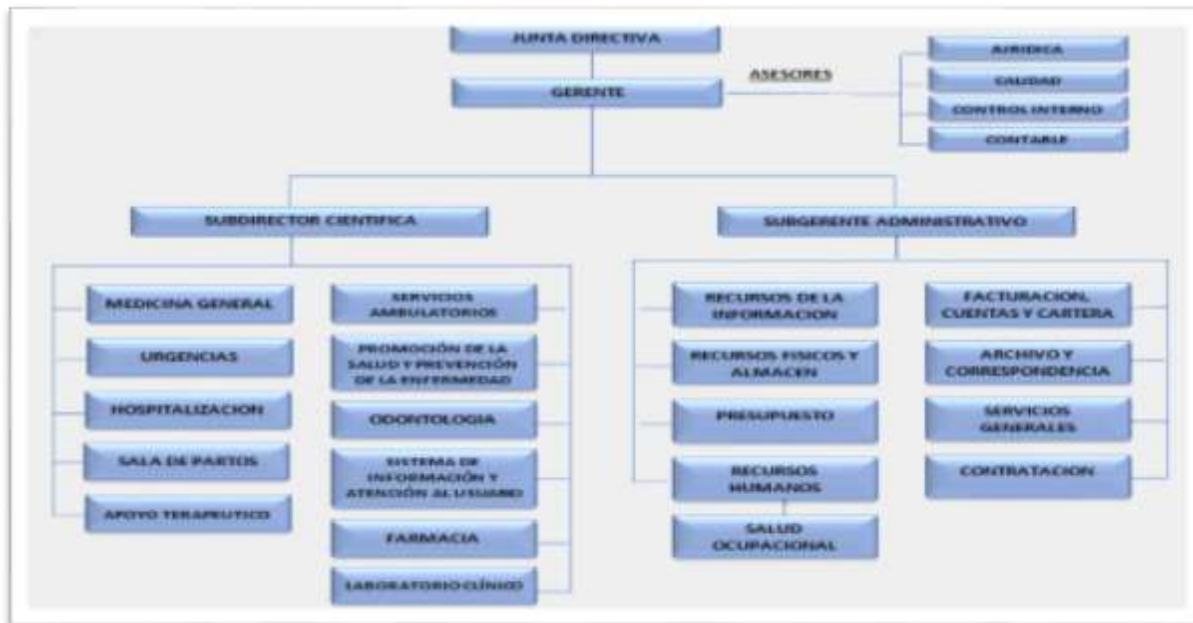 JUNTA DIRECTIVA
GERENTE
ASESORES
JURIDICA
CALIDAD
CONTROL INTERNO
CONTABLE
SUBDIRECTOR CIENTIFICA
SUBGERENTE ADMINISTRATIVO
MEDICINA GENERAL
URGENCIAS
HOSPITALIZACION
SALA DE PARTOS
APOYO TERAPEUTICO
SERVICIOS
AMBULATORIOS
PROMOCIÓN DE LA
SALUD Y PREVENCIÓN
DE LA ENFERMEDAD
ODONTOLOGIA
SISTEMA DE
INFORMACIÓN Y
ATENCIÓN AL USUARIO
FARMACIA
LABORATORIO CLÍNICO
RECURSOS DE LA
INFORMACION
RECURSOS FISICOS Y
ALMACEN
PRESUPUESTO
RECURSOS
HUMANOS
SALUD
OCUPACIONAL
FACTURACION,
CUENTAS Y CARTERA
ARCHIVO Y
CORRESPONDENCIA
SERVICIOS
GENERALES
CONTRATACION